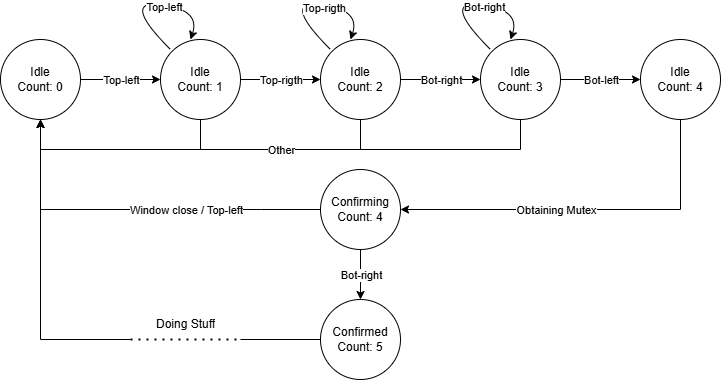 Top-left
Top-rigth
Bot-right
Idle
Count: 0
Top-left
Idle
Count: 1
Top-rigth
Idle
Count: 2
Bot-right
Idle
Count: 3
Bot-left
Idle
Count: 4
Other
Window close / Top-left
Confirming
Count: 4
Obtaining Mutex
Bot-right
Doing Stuff
Confirmed
Count: 5